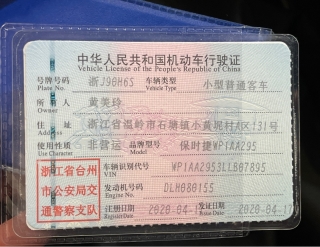 中华人民共和国机动车行驶证
Vehicle License of the People's Republic of China
号牌号码 浙J90H65 车辆类型 小型普通客车
Plate No. Vehicle Type
所有人 黄美玲
Owner
住址 浙江省温岭市石塘镇小黄坭村A区131号
Address
使用性质 非营运 品牌型号 保时捷WP1AA295
Use Character Model
浙江省台州
市公安局交
通警察支队
车辆识别代号 WP1AA2953LLB07895
VIN
发动机号码 DLH080155
Engine No.
注册日期 2020-04-17 发证日期 2020-04-17
Register Date Issue Date